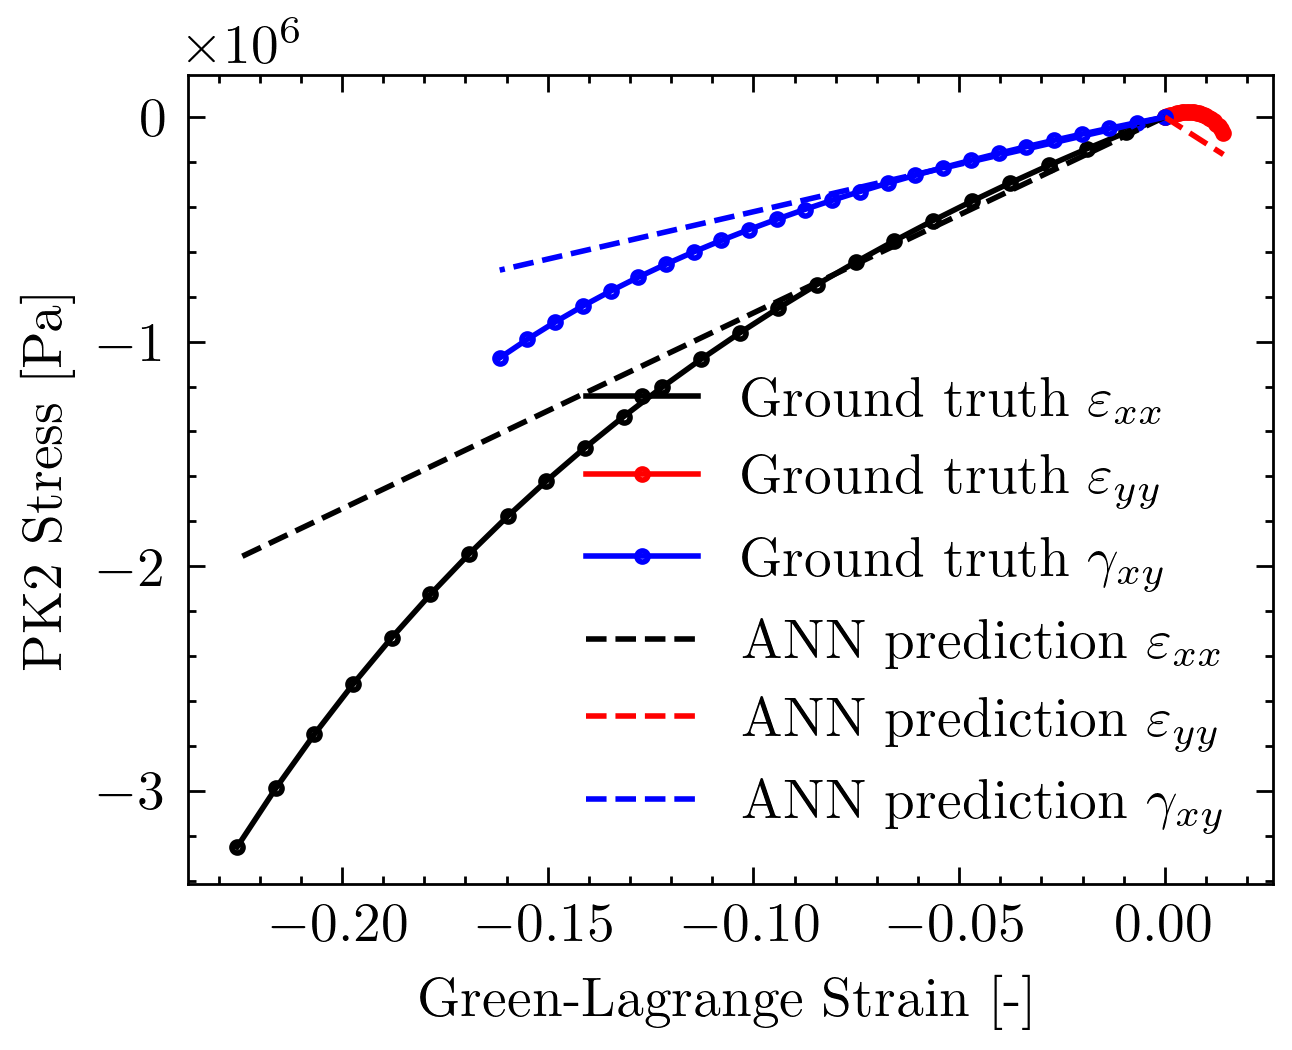 ×10⁶
0
−1
−2
−3
PK2 Stress [Pa]
Ground truth εxx
Ground truth εyy
Ground truth γxy
ANN prediction εxx
ANN prediction εyy
ANN prediction γxy
−0.20 −0.15 −0.10 −0.05 0.00
Green-Lagrange Strain [-]